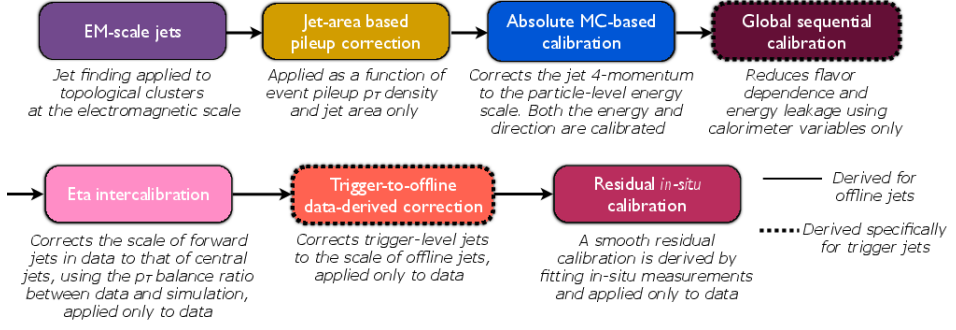 EM-scale jets
Jet finding applied to
topological clusters
at the electromagnetic scale
Jet-area based
pileup correction
Applied as a function of
event pileup pT density
and jet area only
Absolute MC-based
calibration
Corrects the jet 4-momentum
to the particle-level energy
scale. Both the energy and
direction are calibrated
Global sequential
calibration
Reduces flavor
dependence and
energy leakage using
calorimeter variables only
Eta intercalibration
Corrects the scale of forward
jets in data to that of central
jets, using the pT balance ratio
between data and simulation,
applied only to data
Trigger-to-offline
data-derived correction
Corrects trigger-level jets
to the scale of offline jets,
applied only to data
Residual in-situ
calibration
A smooth residual
calibration is derived by
fitting in-situ measurements
and applied only to data
Derived for
offline jets
Derived specifically
for trigger jets